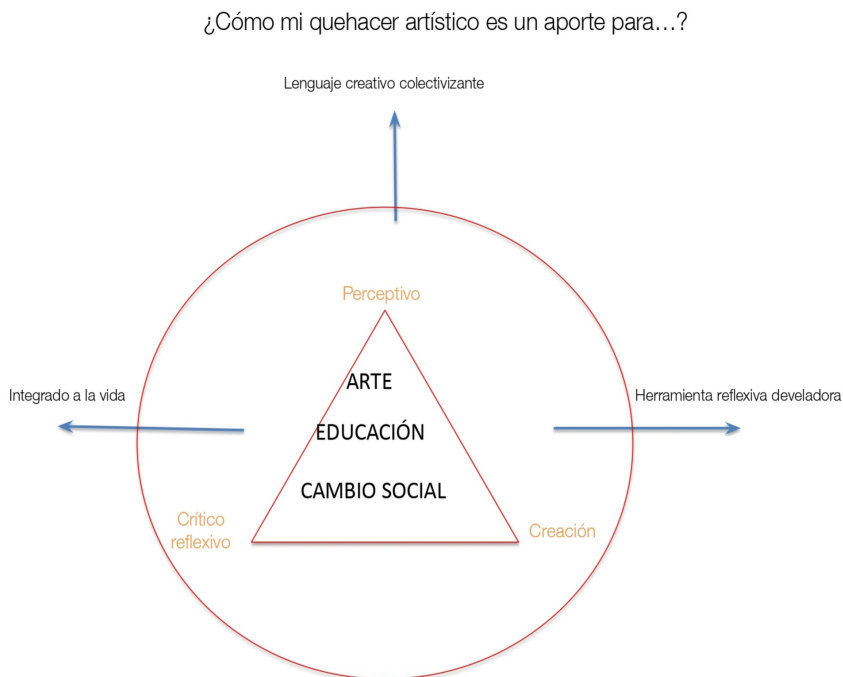 ¿Cómo mi quehacer artístico es un aporte para…?
Lenguaje creativo colectivizante
Perceptivo
ARTE
Integrado a la vida
Herramienta reflexiva develadora
EDUCACIÓN
CAMBIO SOCIAL
Crítico
reflexivo
Creación